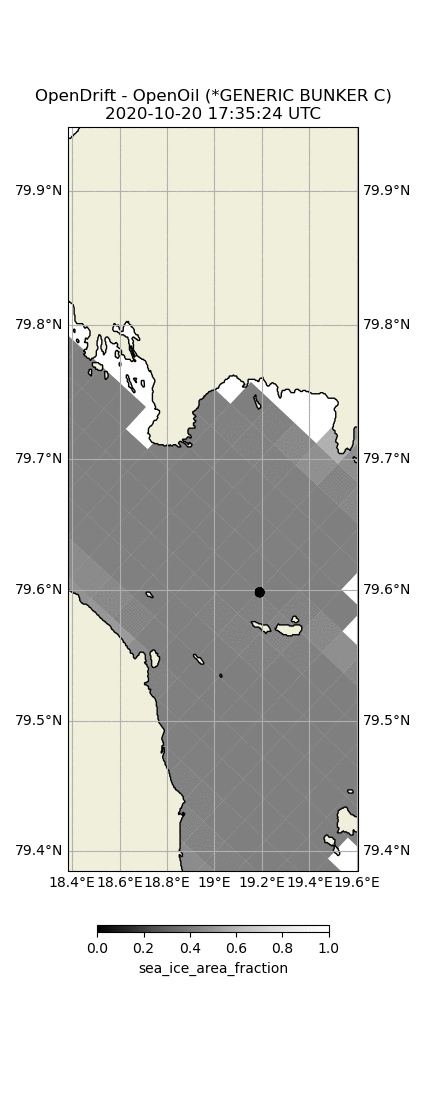 OpenDrift - OpenOil (*GENERIC BUNKER C)
2020-10-20 17:35:24 UTC
79.9°N 79.9°N
79.8°N 79.8°N
79.7°N 79.7°N
79.6°N 79.6°N
79.5°N 79.5°N
79.4°N 79.4°N
18.4°E 18.6°E 18.8°E 19°E 19.2°E 19.4°E 19.6°E
0.0 0.2 0.4 0.6 0.8 1.0
sea_ice_area_fraction